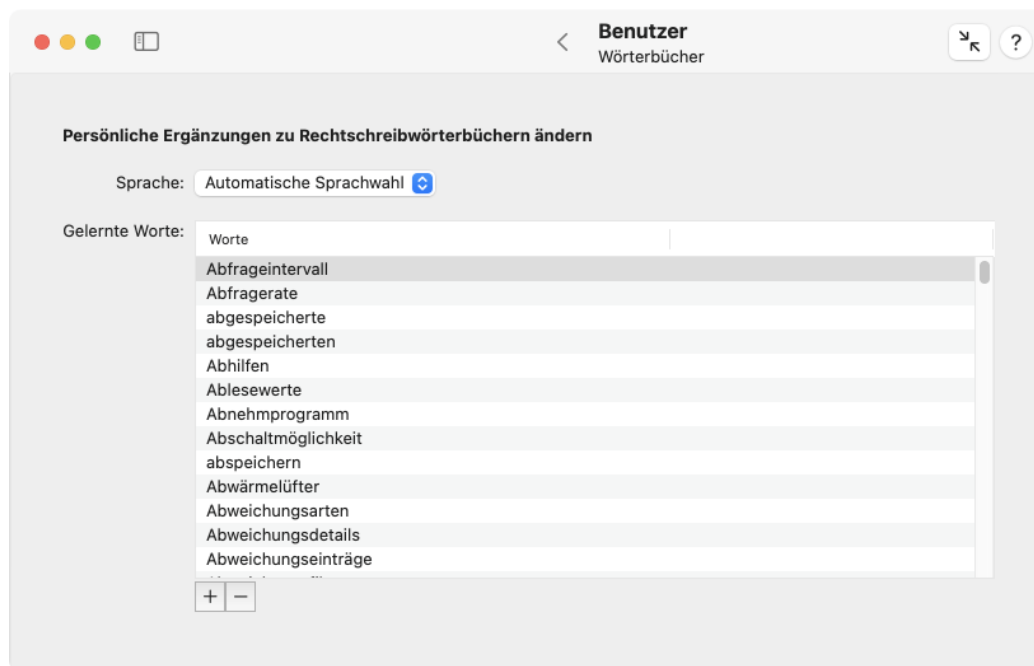 Benutzer
Wörterbücher
?
Persönliche Ergänzungen zu Rechtschreibwörterbüchern ändern
Sprache: Automatische Sprachwahl
Gelernte Worte:
Worte
Abfrageintervall
Abfragerate
abgespeicherte
abgespeicherten
Abhilfen
Ablesewerte
Abnehmprogramm
Abschaltmöglichkeit
abspeichern
Abwärmelüfter
Abweichungsarten
Abweichungsdetails
Abweichungseinträge
+ −